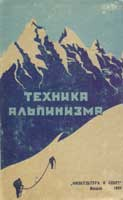 ТЕХНИКА
АЛЬПИНИЗМА
"ФИЗКУЛЬТУРА И СПОРТ"
Москва